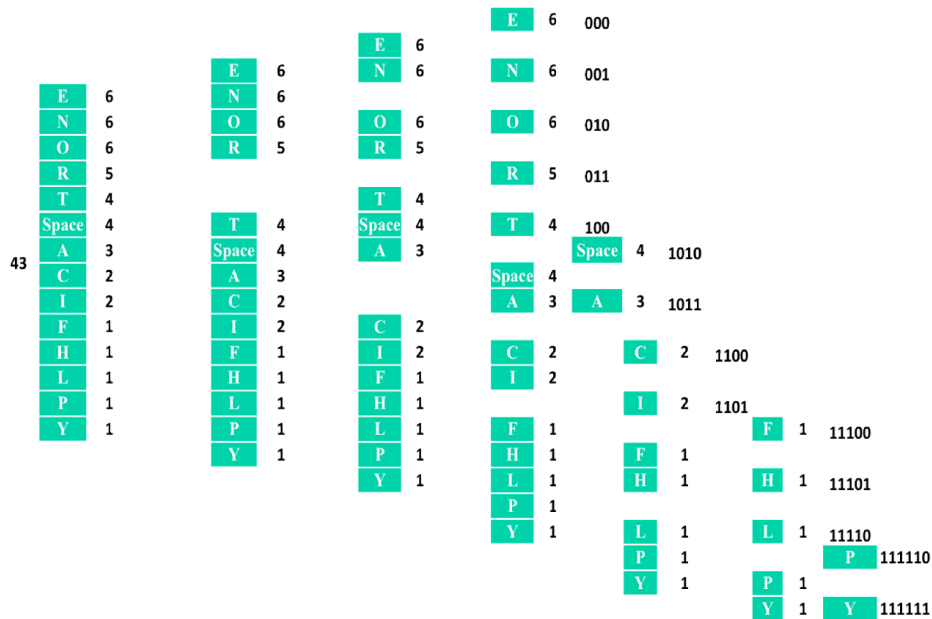 43
E 6
N 6
O 6
R 5
T 4
Space 4
A 3
C 2
I 2
F 1
H 1
L 1
P 1
Y 1
E 6
N 6
O 6
R 5
T 4
Space 4
A 3
C 2
I 2
F 1
H 1
L 1
P 1
Y 1
E 6
N 6
O 6
R 5
T 4
Space 4
A 3
C 2
I 2
F 1
H 1
L 1
P 1
Y 1
E 6 000
N 6 001
O 6 010
R 5 011
T 4 100
Space 4
A 3
C 2
I 2
F 1
H 1
L 1
P 1
Y 1
Space 4 1010
A 3 1011
C 2 1100
I 2 1101
F 1
H 1
L 1
P 1
Y 1
F 1 11100
H 1 11101
L 1 11110
P 1
Y 1
P 111110
Y 111111